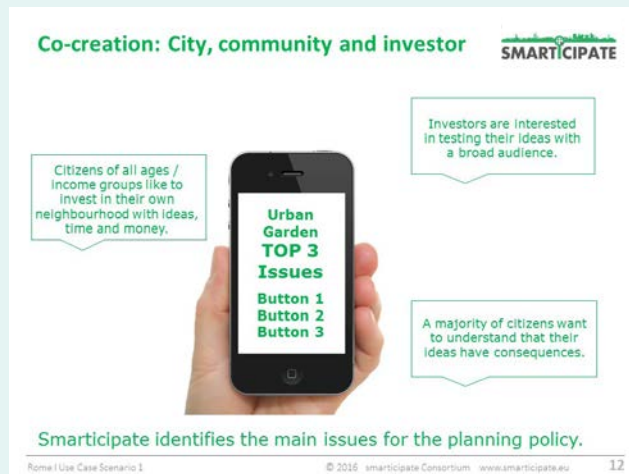 Co-creation: City, community and investor
SMARTICIPATE
Investors are interested
in testing their ideas with
a broad audience.
Citizens of all ages /
income groups like to
invest in their own
neighbourhood with ideas,
time and money.
Urban
Garden
TOP 3
Issues
Button 1
Button 2
Button 3
A majority of citizens want
to understand that their
ideas have consequences.
Smarticipate identifies the main issues for the planning policy.
Rome I Use Case Scenario 1
© 2016 smarticipate Consortium www.smarticipate.eu
12